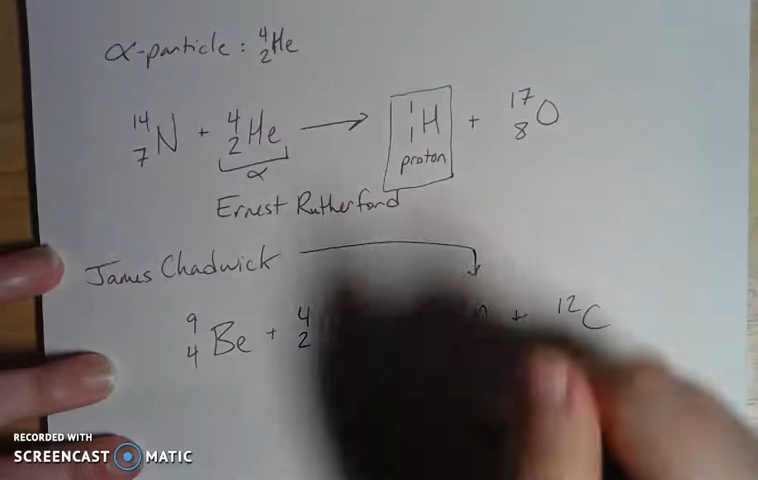 α-particle: ⁴₂He
¹⁴₇N + ⁴₂He → ¹₁H + ¹⁷₈O
α proton
Ernest Rutherford
James Chadwick
⁹₄Be + ⁴₂ n + ¹²C
RECORDED WITH
SCREENCAST MATIC